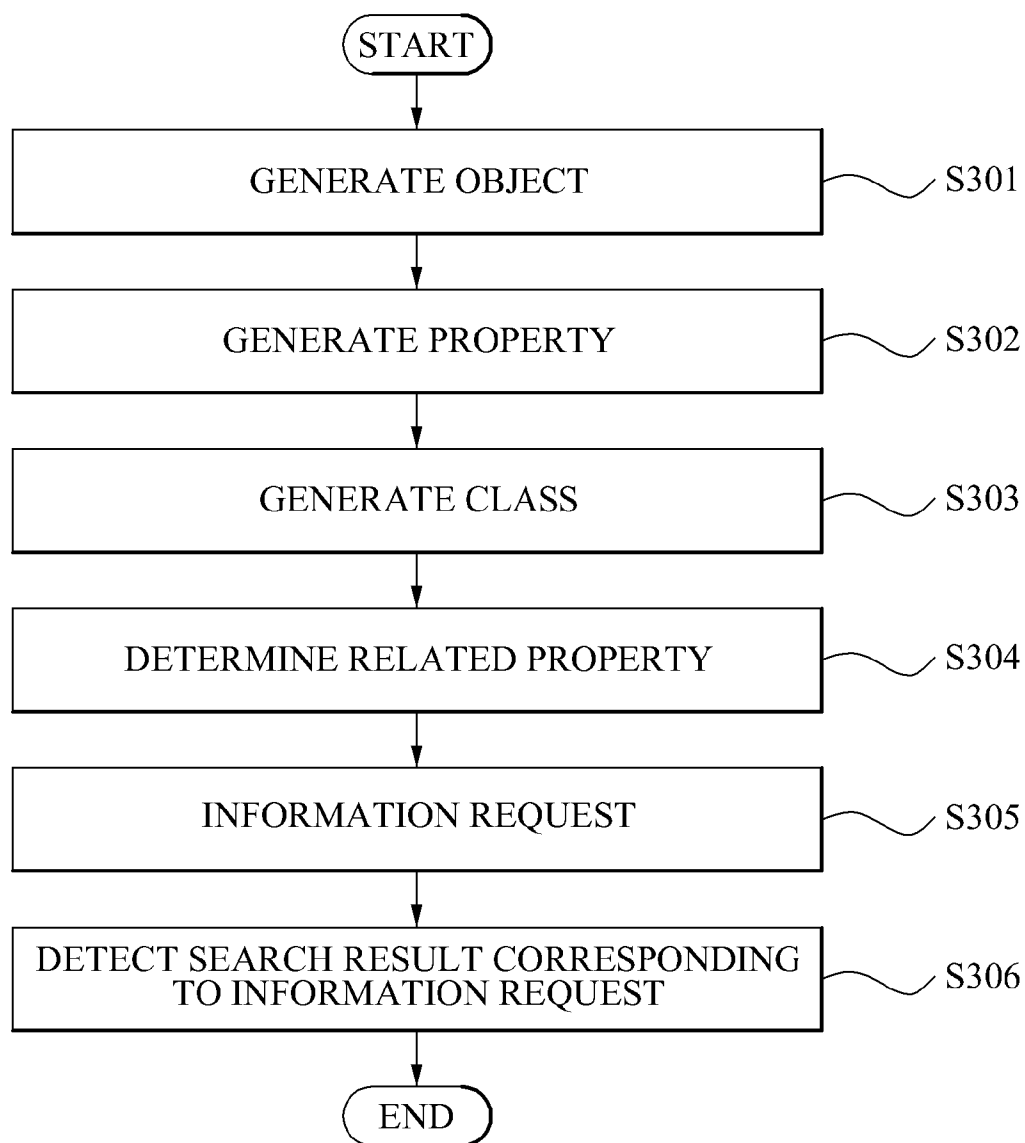 START
GENERATE OBJECT
S301
GENERATE PROPERTY
S302
GENERATE CLASS
S303
DETERMINE RELATED PROPERTY
S304
INFORMATION REQUEST
S305
DETECT SEARCH RESULT CORRESPONDING
TO INFORMATION REQUEST
S306
END